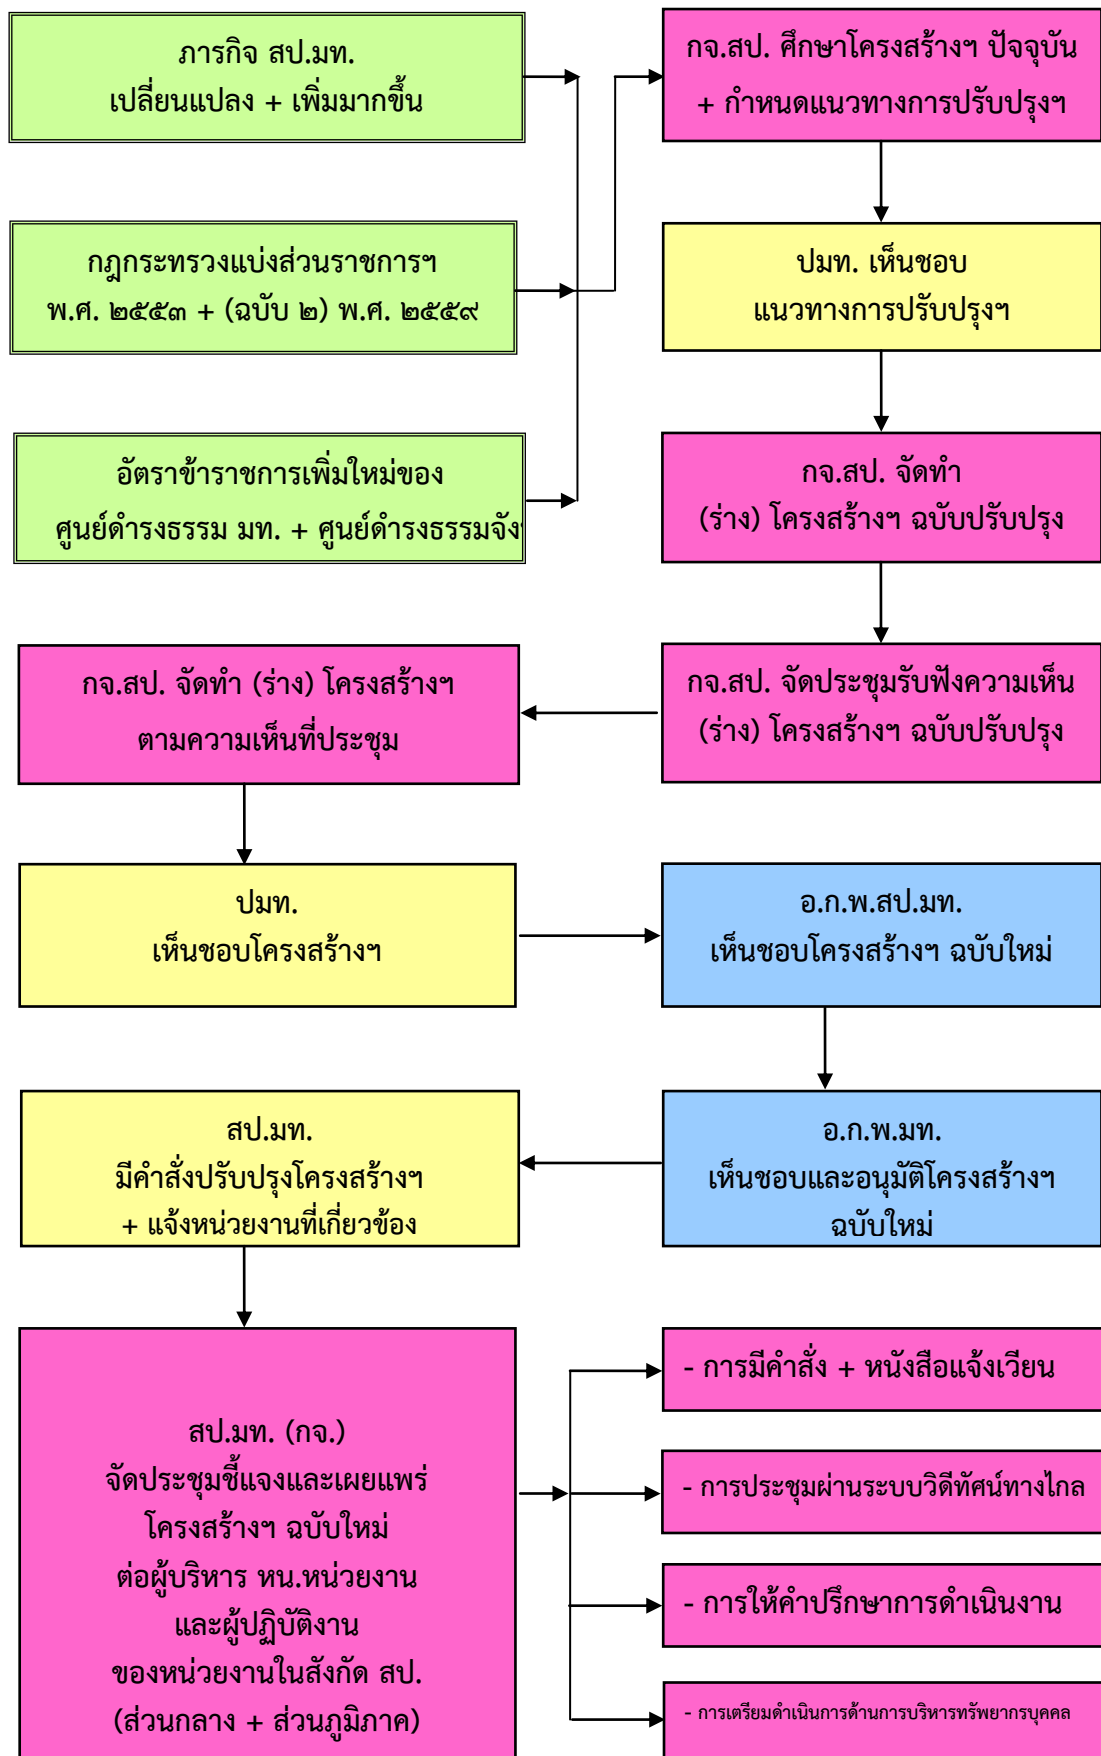 ภารกิจ สป.มท.
เปลี่ยนแปลง + เพิ่มมากขึ้น
กฎกระทรวงแบ่งส่วนราชการฯ
พ.ศ. ๒๕๕๓ + (ฉบับ ๒) พ.ศ. ๒๕๕๙
อัตราข้าราชการเพิ่มใหม่ของ
ศูนย์ดำรงธรรม มท. + ศูนย์ดำรงธรรมจัง
กจ.สป. ศึกษาโครงสร้างฯ ปัจจุบัน
+ กำหนดแนวทางการปรับปรุงฯ
ปมท. เห็นชอบ
แนวทางการปรับปรุงฯ
กจ.สป. จัดทำ
(ร่าง) โครงสร้างฯ ฉบับปรับปรุง
กจ.สป. จัดประชุมรับฟังความเห็น
(ร่าง) โครงสร้างฯ ฉบับปรับปรุง
กจ.สป. จัดทำ (ร่าง) โครงสร้างฯ
ตามความเห็นที่ประชุม
ปมท.
เห็นชอบโครงสร้างฯ
อ.ก.พ.สป.มท.
เห็นชอบโครงสร้างฯ ฉบับใหม่
อ.ก.พ.มท.
เห็นชอบและอนุมัติโครงสร้างฯ
ฉบับใหม่
สป.มท.
มีคำสั่งปรับปรุงโครงสร้างฯ
+ แจ้งหน่วยงานที่เกี่ยวข้อง
สป.มท. (กจ.)
จัดประชุมชี้แจงและเผยแพร่
โครงสร้างฯ ฉบับใหม่
ต่อผู้บริหาร หน.หน่วยงาน
และผู้ปฏิบัติงาน
ของหน่วยงานในสังกัด สป.
(ส่วนกลาง + ส่วนภูมิภาค)
- การมีคำสั่ง + หนังสือแจ้งเวียน
- การประชุมผ่านระบบวิดีทัศน์ทางไกล
- การให้คำปรึกษาการดำเนินงาน
- การเตรียมดำเนินการด้านการบริหารทรัพยากรบุคคล